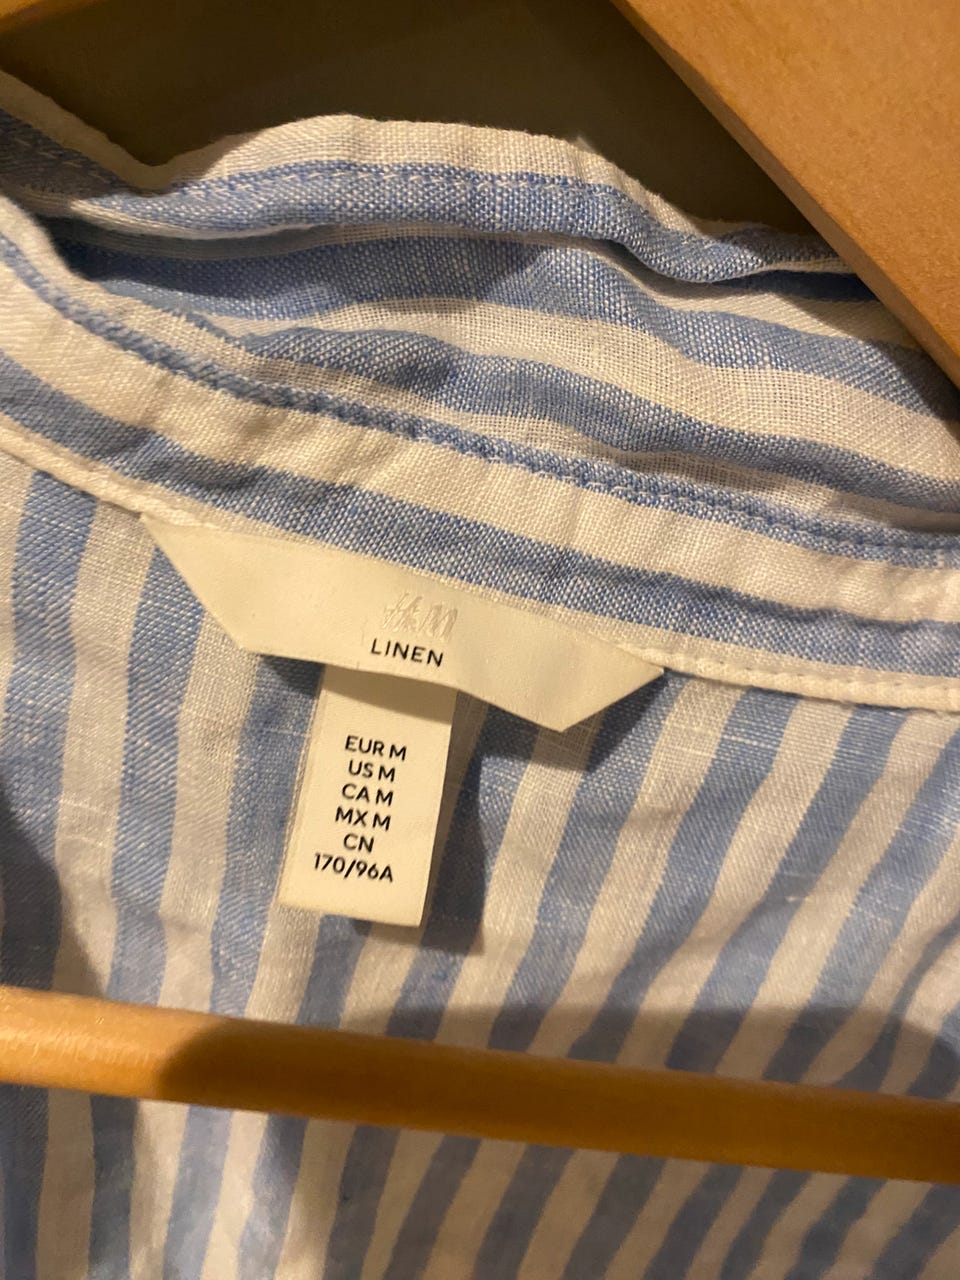 H&M
LINEN
EUR M
US M
CA M
MX M
CN
170/96A